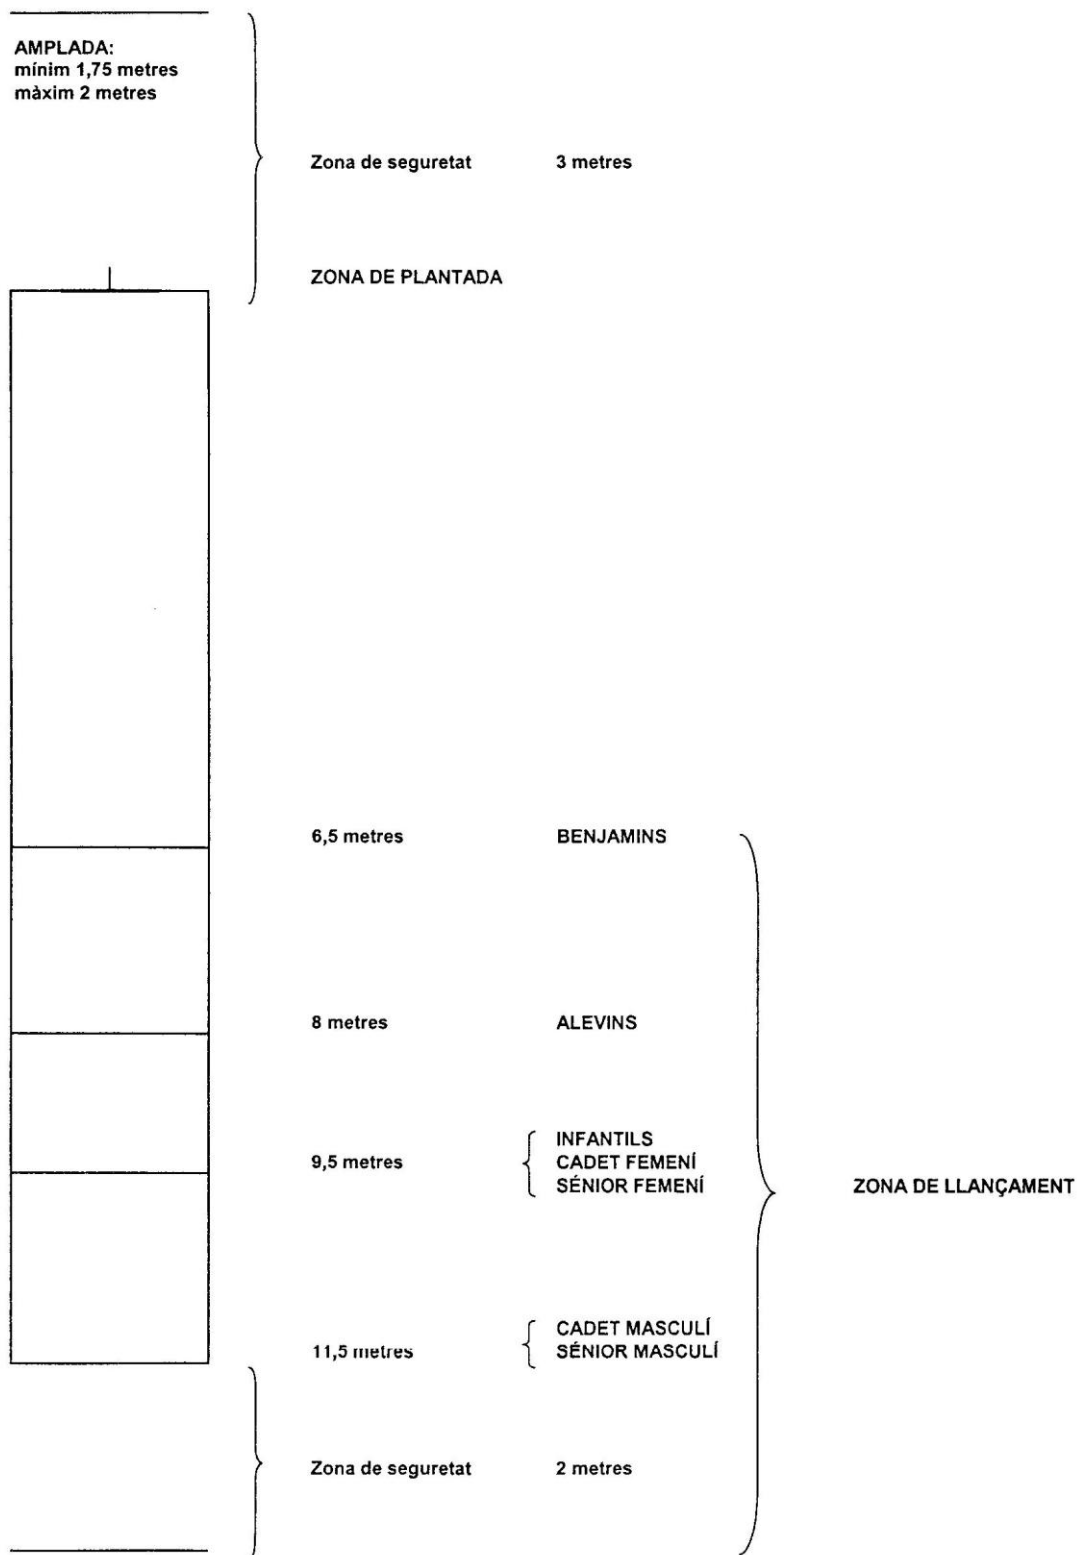 AMPLADA:
mínim 1,75 metres
màxim 2 metres
Zona de seguretat 3 metres
ZONA DE PLANTADA
6,5 metres BENJAMINS
8 metres ALEVINS
9,5 metres
INFANTILS
CADET FEMENÍ
SÉNIOR FEMENÍ
ZONA DE LLANÇAMENT
11,5 metres
CADET MASCULÍ
SÉNIOR MASCULÍ
Zona de seguretat 2 metres